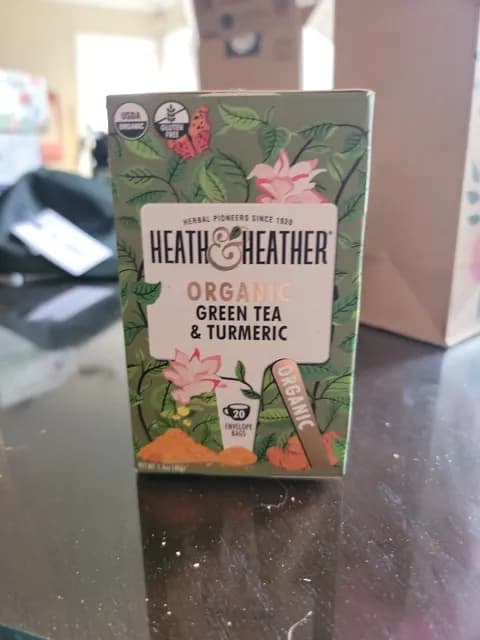 USDA
ORGANIC
GLUTEN
FREE
HERBAL PIONEERS SINCE 1920
HEATH & HEATHER
ORGANIC
GREEN TEA
& TURMERIC
20
ENVELOPE
BAGS
ORGANIC